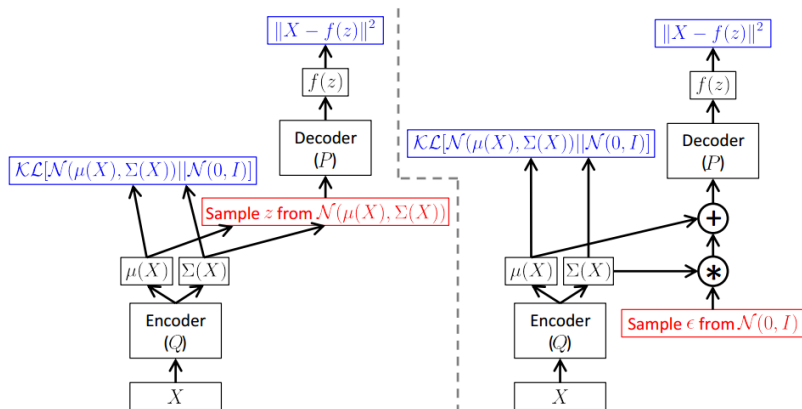 ‖X − f(z)‖²
f(z)
Decoder
(P)
𝒦ℒ[𝒩(μ(X), Σ(X))||𝒩(0, I)]
Sample z from 𝒩(μ(X), Σ(X))
μ(X) Σ(X)
Encoder
(Q)
X
‖X − f(z)‖²
f(z)
Decoder
(P)
𝒦ℒ[𝒩(μ(X), Σ(X))||𝒩(0, I)]
+
μ(X) Σ(X) *
Sample ϵ from 𝒩(0, I)
Encoder
(Q)
X